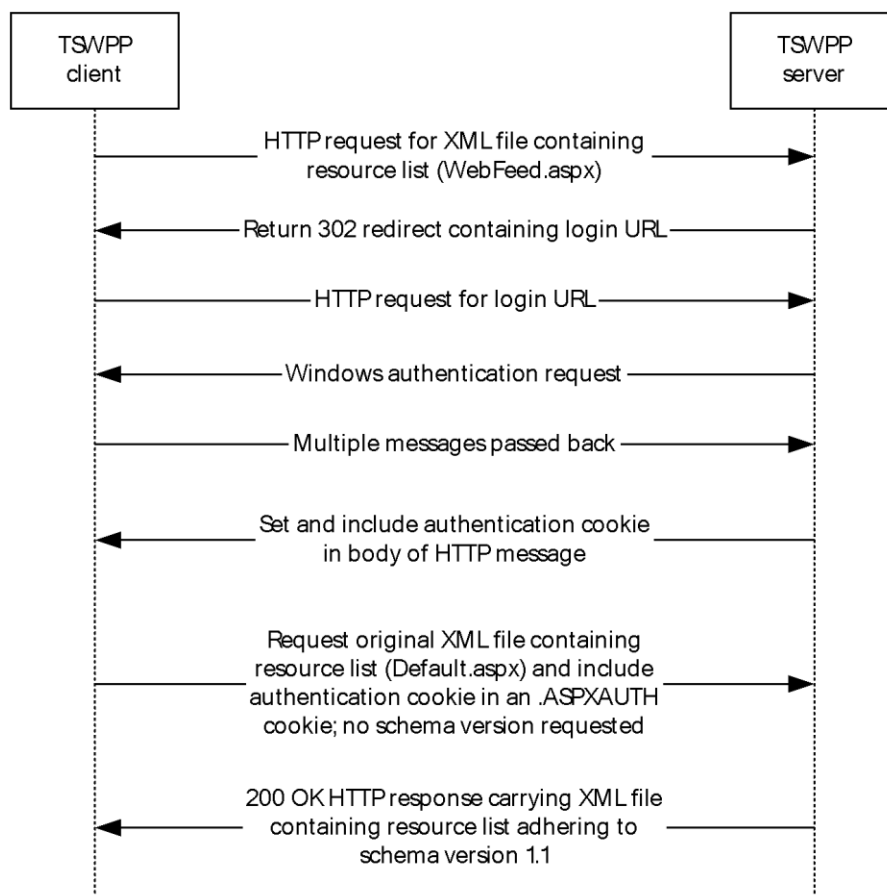 TSWPP
client
TSWPP
server
HTTP request for XML file containing
resource list (WebFeed.aspx)
Return 302 redirect containing login URL
HTTP request for login URL
Windows authentication request
Multiple messages passed back
Set and include authentication cookie
in body of HTTP message
Request original XML file containing
resource list (Default.aspx) and include
authentication cookie in an .ASPXAUTH
cookie; no schema version requested
200 OK HTTP response carrying XML file
containing resource list adhering to
schema version 1.1